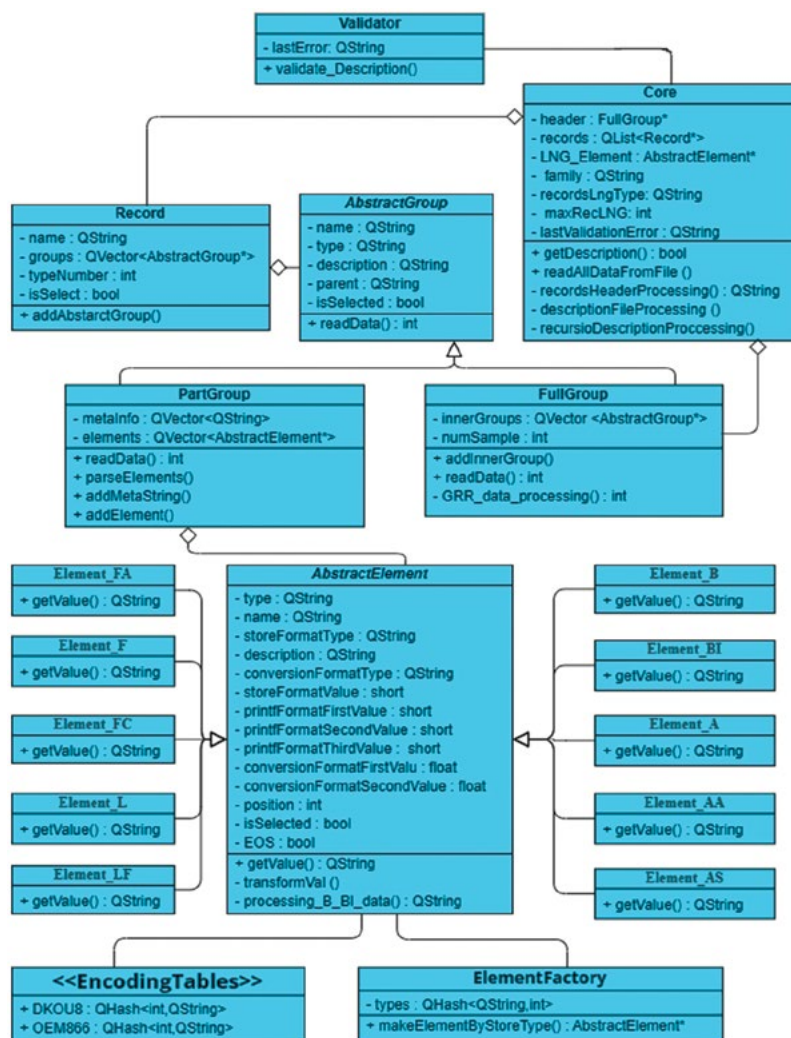 Validator
- lastError: QString
+ validate_Description()
Core
- header : FullGroup*
- records : QList<Record*>
- LNG_Element : AbstractElement*
- family : QString
- recordsLngType: QString
- maxRecLNG: int
- lastValidationError : QString
+ getDescription() : bool
+ readAllDataFromFile ()
- recordsHeaderProcessing() : QString
- descriptionFileProcessing ()
- recursioDescriptionProccessing()
Record
- name : QString
- groups : QVector<AbstractGroup*>
- typeNumber : int
- isSelect : bool
+ addAbstarctGroup()
AbstractGroup
- name : QString
- type : QString
- description : QString
- parent : QString
- isSelected : bool
+ readData() : int
PartGroup
- metaInfo : QVector<QString>
- elements : QVector<AbstractElement*>
+ readData() : int
+ parseElements()
+ addMetaString()
+ addElement()
FullGroup
- innerGroups : QVector <AbstractGroup*>
- numSample : int
+ addInnerGroup()
+ readData() : int
- GRR_data_processing() : int
Element_FA
+ getValue() : QString
Element_F
+ getValue() : QString
Element_FC
+ getValue() : QString
Element_L
+ getValue() : QString
Element_LF
+ getValue() : QString
AbstractElement
- type : QString
- name : QString
- storeFormatType : QString
- description : QString
- conversionFormatType : QString
- storeFormatValue : short
- printfFormatFirstValue : short
- printfFormatSecondValue : short
- printfFormatThirdValue : short
- conversionFormatFirstValu : float
- conversionFormatSecondValue : float
- position : int
- isSelected : bool
- EOS : bool
+ getValue() : QString
- transformVal ()
- processing_B_BI_data() : QString
Element_B
+ getValue() : QString
Element_BI
+ getValue() : QString
Element_A
+ getValue() : QString
Element_AA
+ getValue() : QString
Element_AS
+ getValue() : QString
<<EncodingTables>>
+ DKOU8 : QHash<int,QString>
+ OEM866 : QHash<int,QString>
ElementFactory
- types : QHash<QString,int>
+ makeElementByStoreType() : AbstractElement*